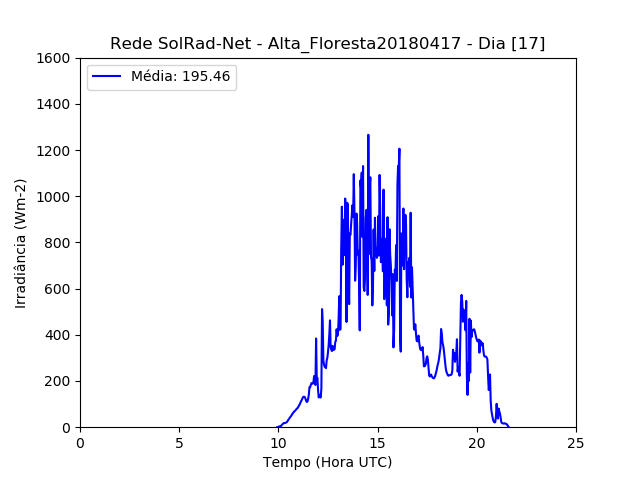 Rede SolRad-Net - Alta_Floresta20180417 - Dia [17]
Média: 195.46
Irradiância (Wm-2)
1600
1400
1200
1000
800
600
400
200
0
0 5 10 15 20 25
Tempo (Hora UTC)